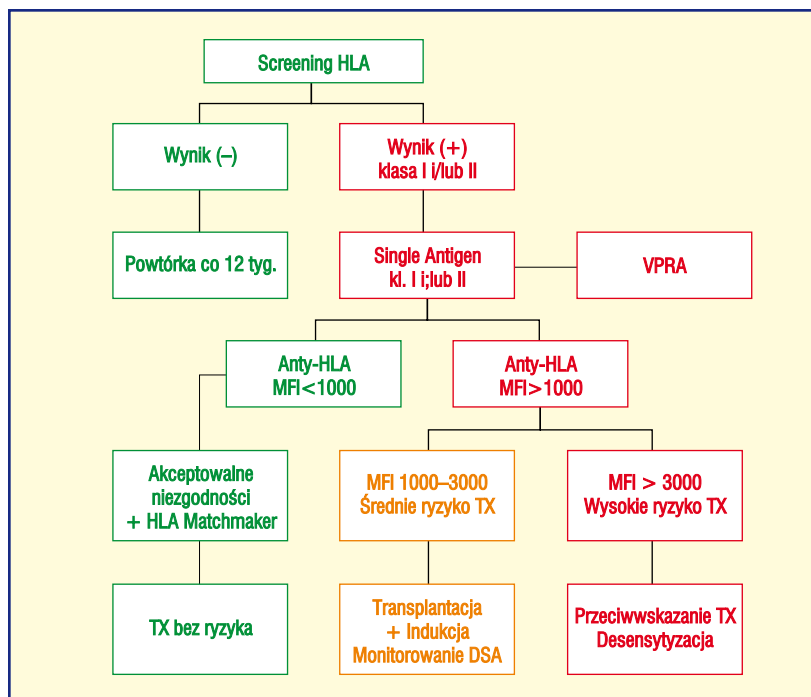 Screening HLA
Wynik (–)
Wynik (+)
klasa I i/lub II
Powtórka co 12 tyg.
Single Antigen
kl. I i;lub II
VPRA
Anty-HLA
MFI<1000
Anty-HLA
MFI>1000
Akceptowalne
niezgodności
+ HLA Matchmaker
MFI 1000–3000
Średnie ryzyko TX
MFI > 3000
Wysokie ryzyko TX
TX bez ryzyka
Transplantacja
+ Indukcja
Monitorowanie DSA
Przeciwwskazanie TX
Desensytyzacja